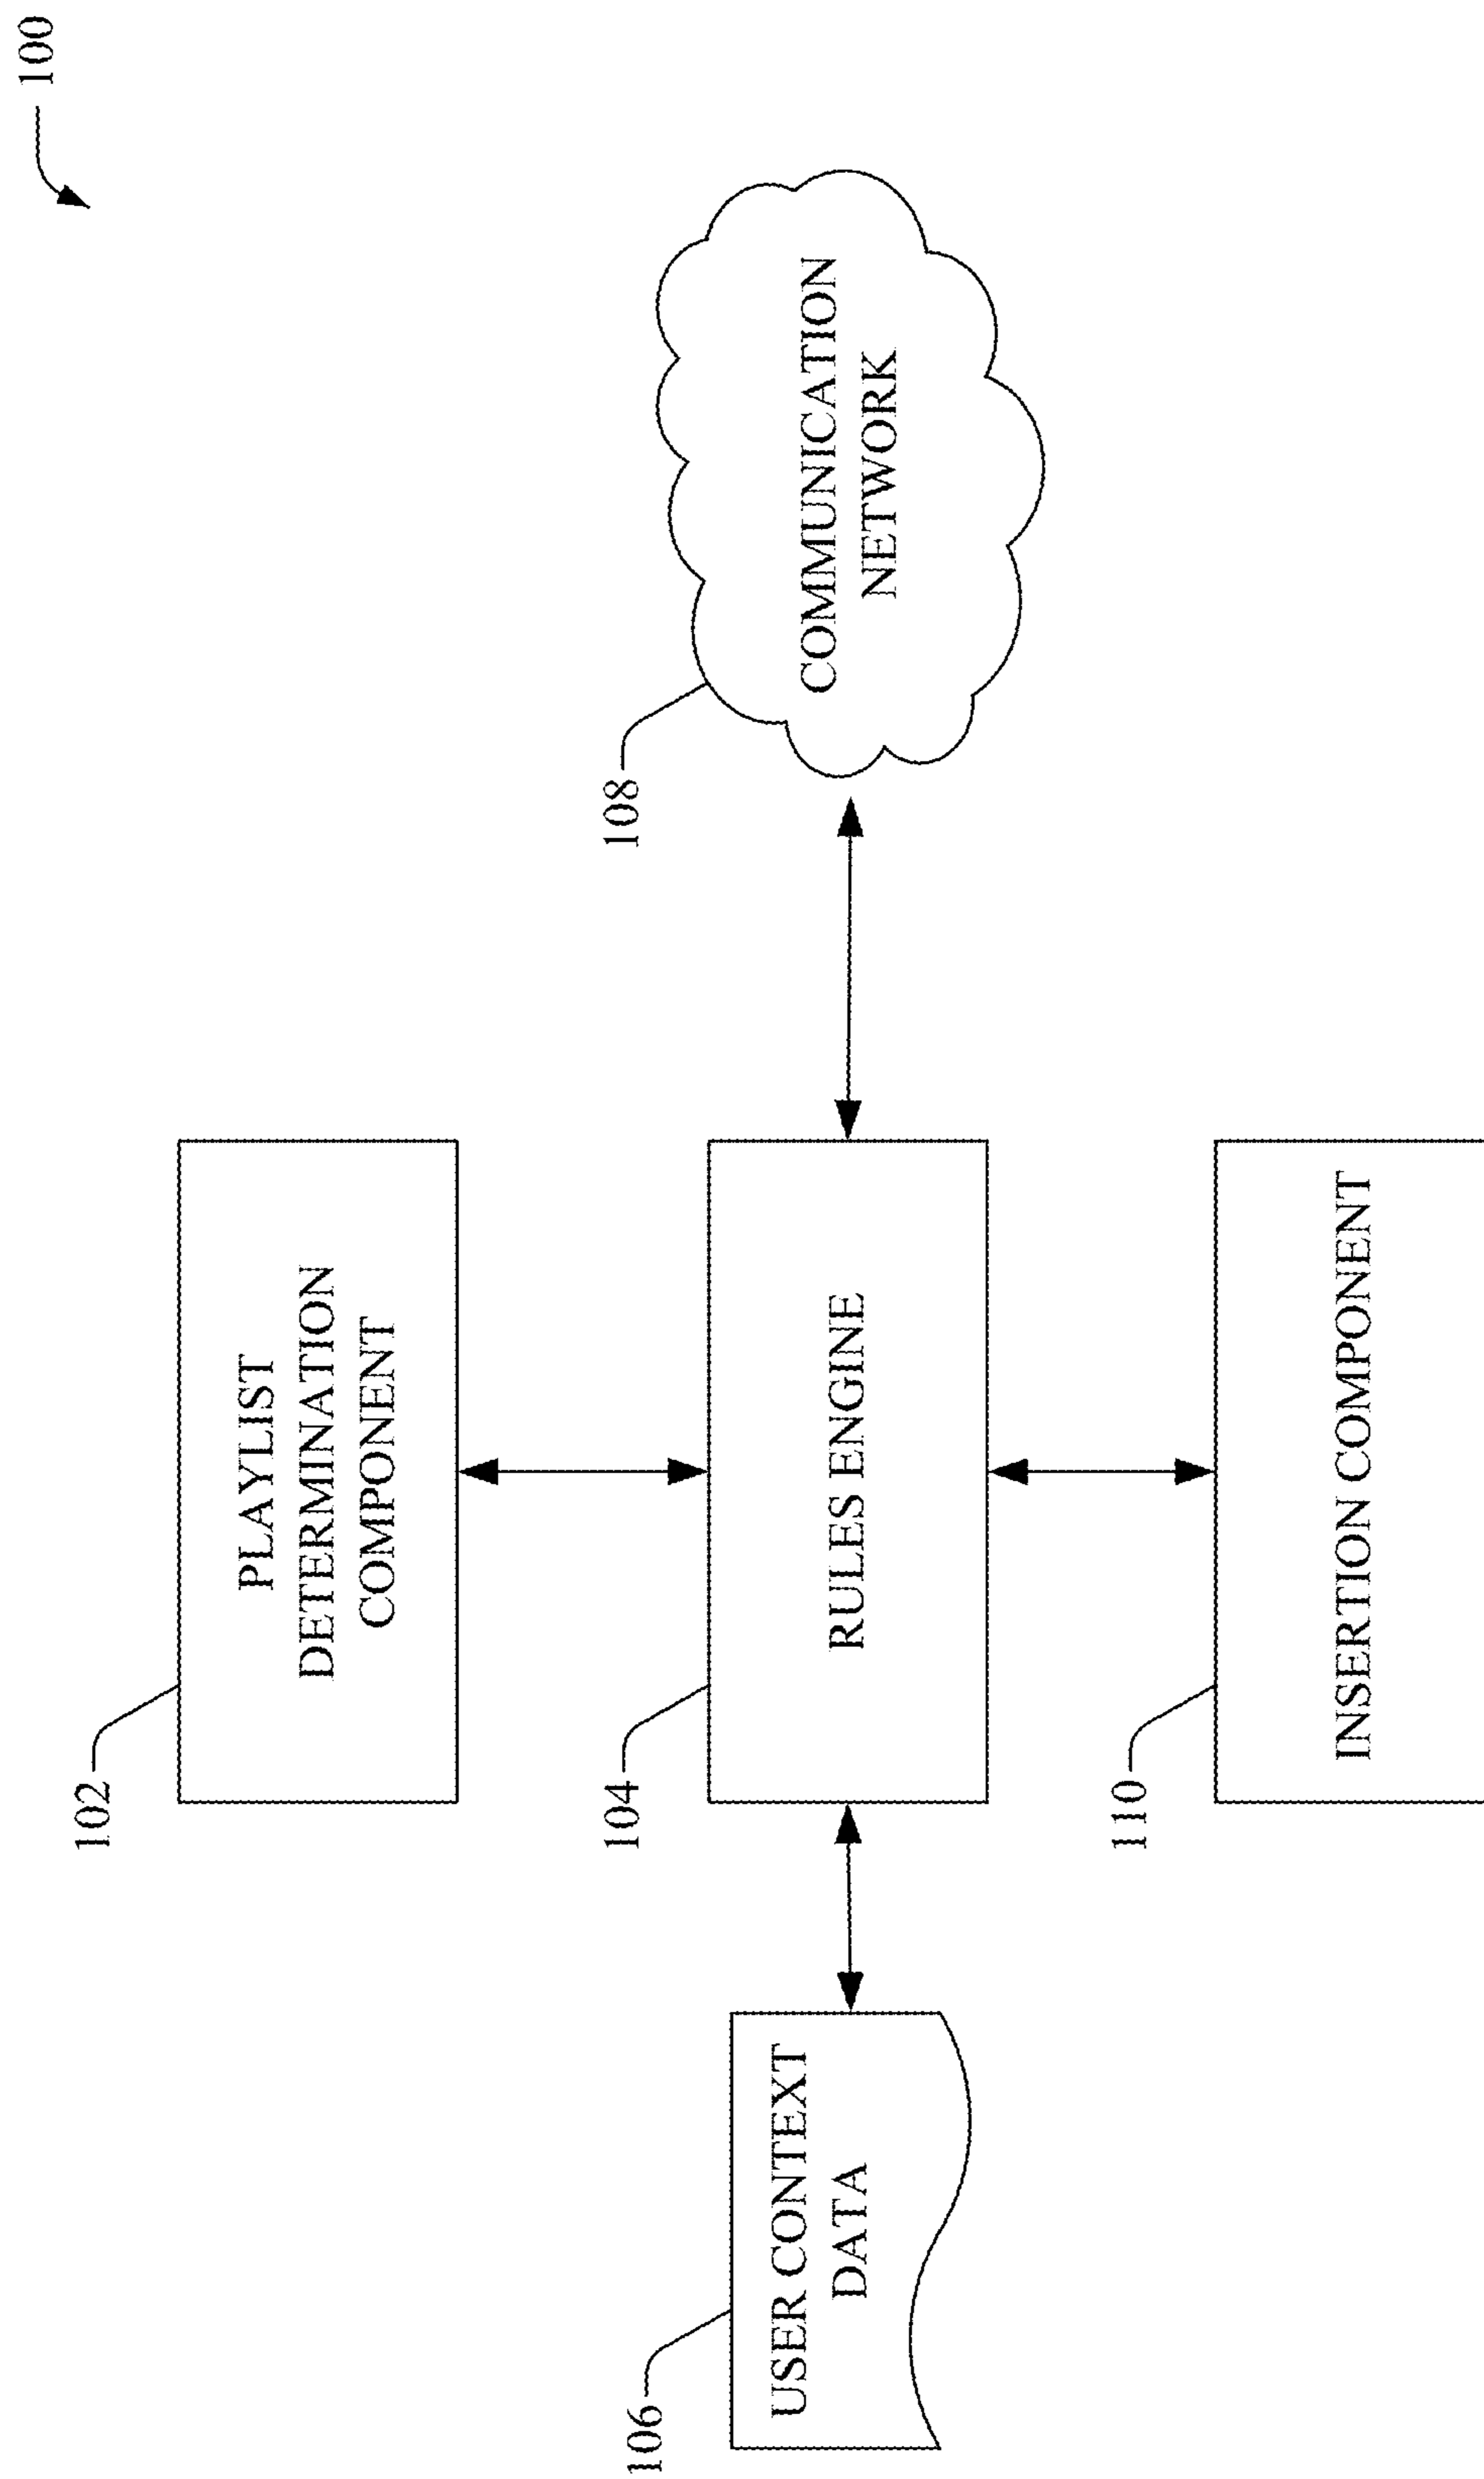 100
102
PLAYLIST
DETERMINATION
COMPONENT
104
RULES ENGINE
106
USER CONTEXT
DATA
108
COMMUNICATION
NETWORK
110
INSERTION COMPONENT